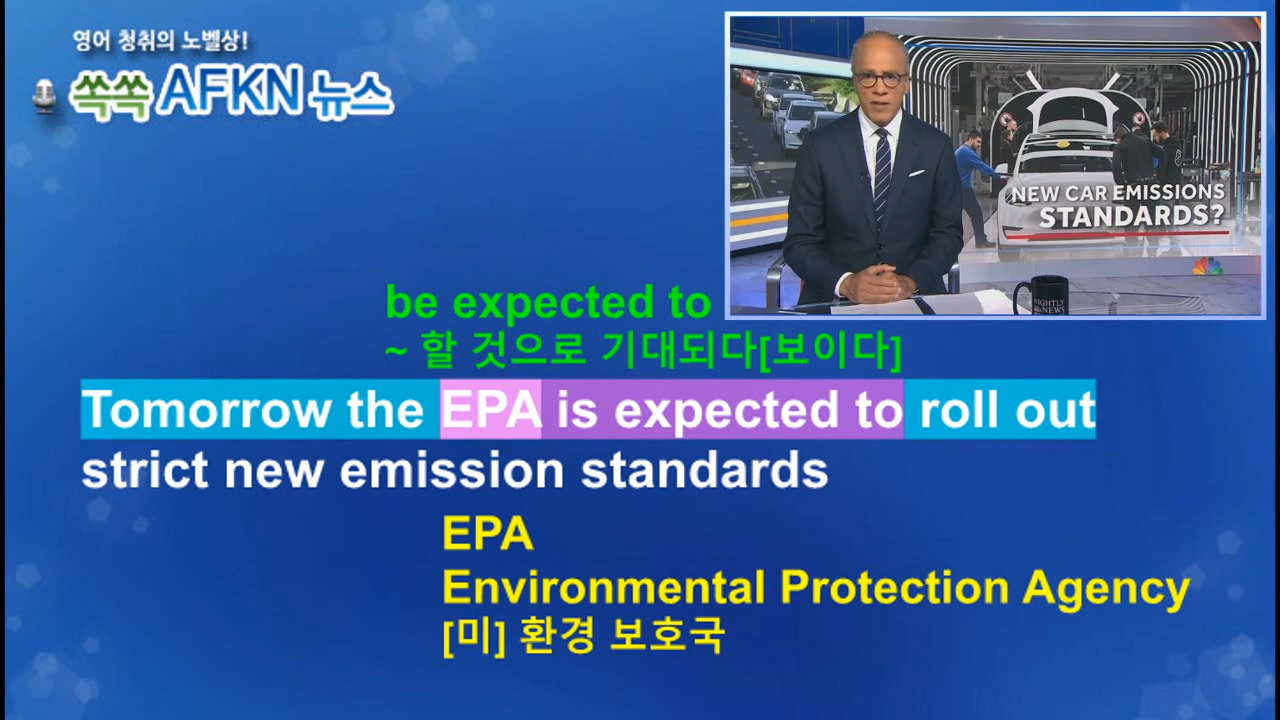 영어 청취의 노벨상!
쏙쏙 AFKN 뉴스
NEW CAR EMISSIONS
STANDARDS?
NIGHTLY
NEWS
be expected to
~ 할 것으로 기대되다[보이다]
Tomorrow the EPA is expected to roll out
strict new emission standards
EPA
Environmental Protection Agency
[미] 환경 보호국